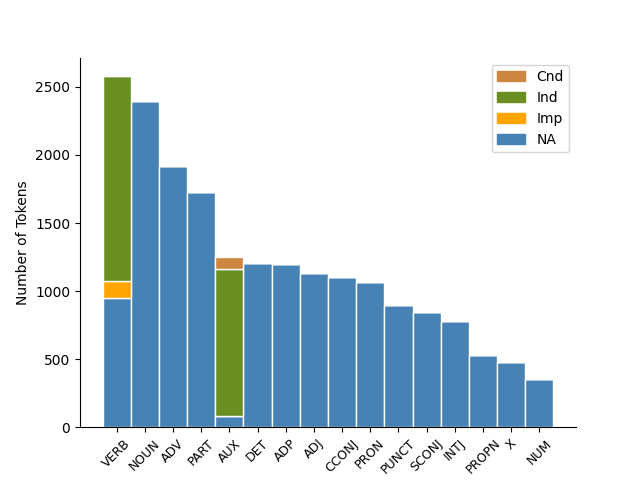 Cnd
Ind
Imp
NA
Number of Tokens
2500
2000
1500
1000
500
0
VERB
NOUN
ADV
PART
AUX
DET
ADP
ADJ
CCONJ
PRON
PUNCT
SCONJ
INTJ
PROPN
X
NUM